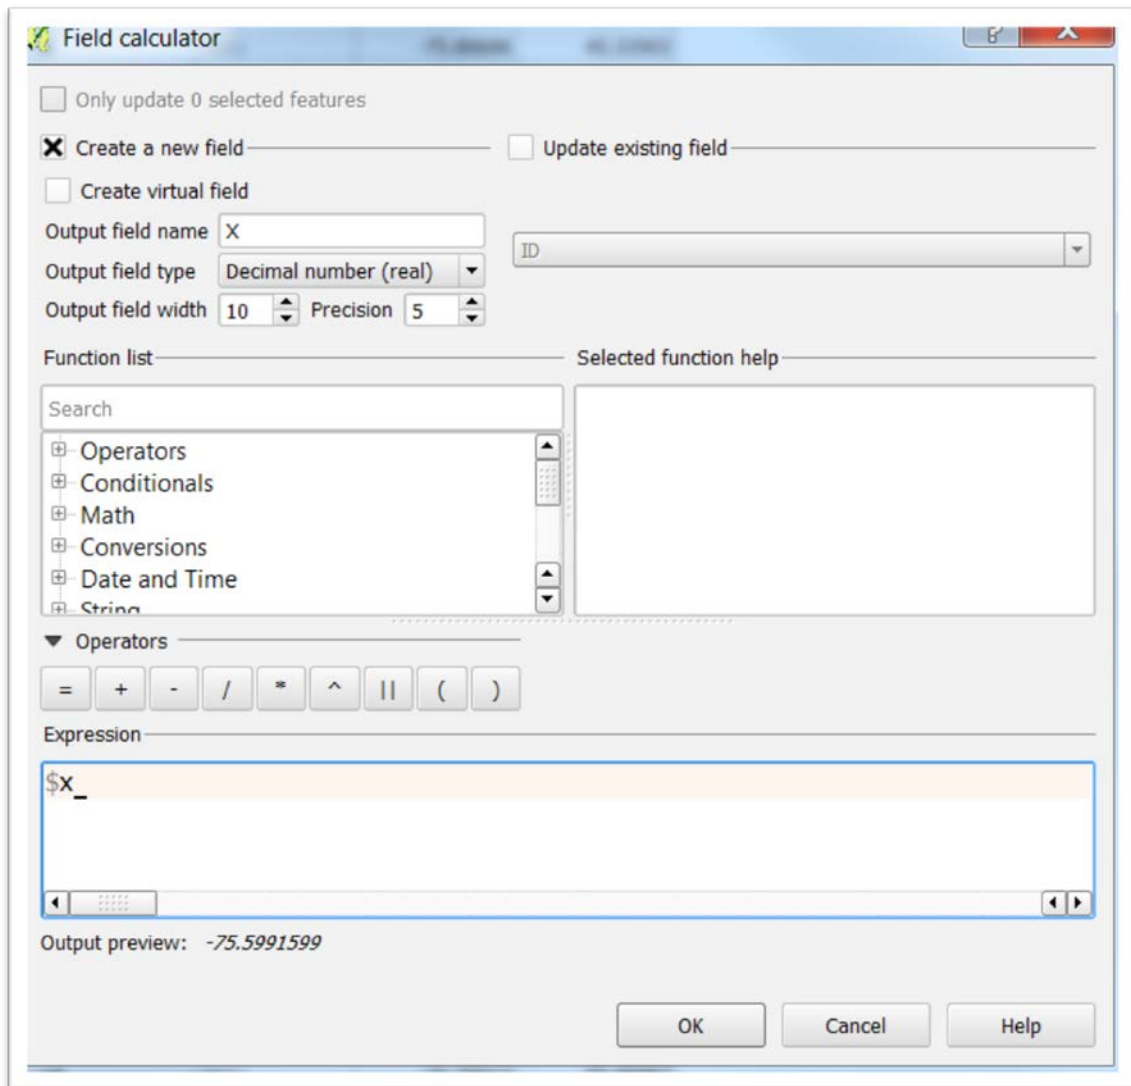 Field calculator
Only update 0 selected features
Create a new field
Update existing field
Create virtual field
Output field name X
ID
Output field type Decimal number (real)
Output field width 10 Precision 5
Function list
Selected function help
Search
Operators
Conditionals
Math
Conversions
Date and Time
String
Operators
= + - / * ^ || ( )
Expression
$x
Output preview: -75.5991599
OK Cancel Help